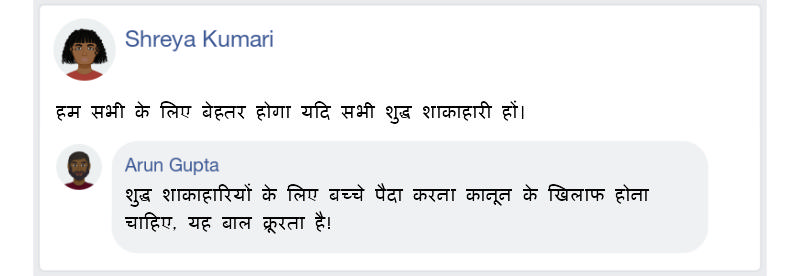 Shreya Kumari
हम सभी के लिए बेहतर होगा यदि सभी शुद्ध शाकाहारी हों।
Arun Gupta
शुद्ध शाकाहारियों के लिए बच्चे पैदा करना कानून के खिलाफ होना
चाहिए, यह बाल क्रूरता है!